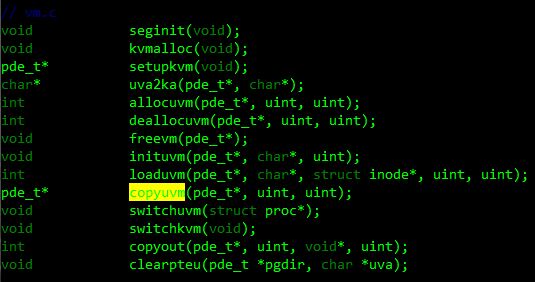 // vm.c
void seginit(void);
void kvmalloc(void);
pde_t* setupkvm(void);
char* uva2ka(pde_t*, char*);
int allocuvm(pde_t*, uint, uint);
int deallocuvm(pde_t*, uint, uint);
void freevm(pde_t*);
void inituvm(pde_t*, char*, uint);
int loaduvm(pde_t*, char*, struct inode*, uint, uint);
pde_t* copyuvm(pde_t*, uint, uint);
void switchuvm(struct proc*);
void switchkvm(void);
int copyout(pde_t*, uint, void*, uint);
void clearpteu(pde_t *pgdir, char *uva);